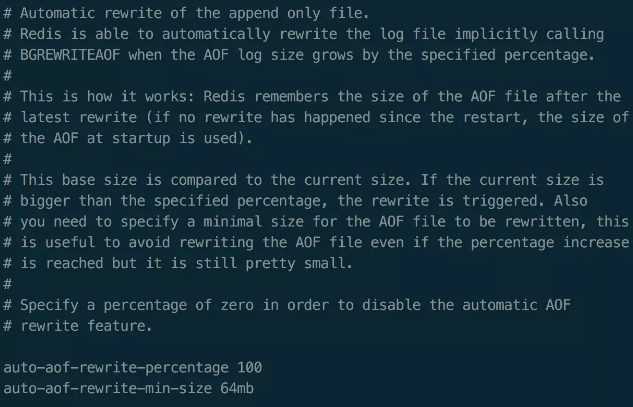 # Automatic rewrite of the append only file.
# Redis is able to automatically rewrite the log file implicitly calling
# BGREWRITEAOF when the AOF log size grows by the specified percentage.
#
# This is how it works: Redis remembers the size of the AOF file after the
# latest rewrite (if no rewrite has happened since the restart, the size of
# the AOF at startup is used).
#
# This base size is compared to the current size. If the current size is
# bigger than the specified percentage, the rewrite is triggered. Also
# you need to specify a minimal size for the AOF file to be rewritten, this
# is useful to avoid rewriting the AOF file even if the percentage increase
# is reached but it is still pretty small.
#
# Specify a percentage of zero in order to disable the automatic AOF
# rewrite feature.

auto-aof-rewrite-percentage 100
auto-aof-rewrite-min-size 64mb